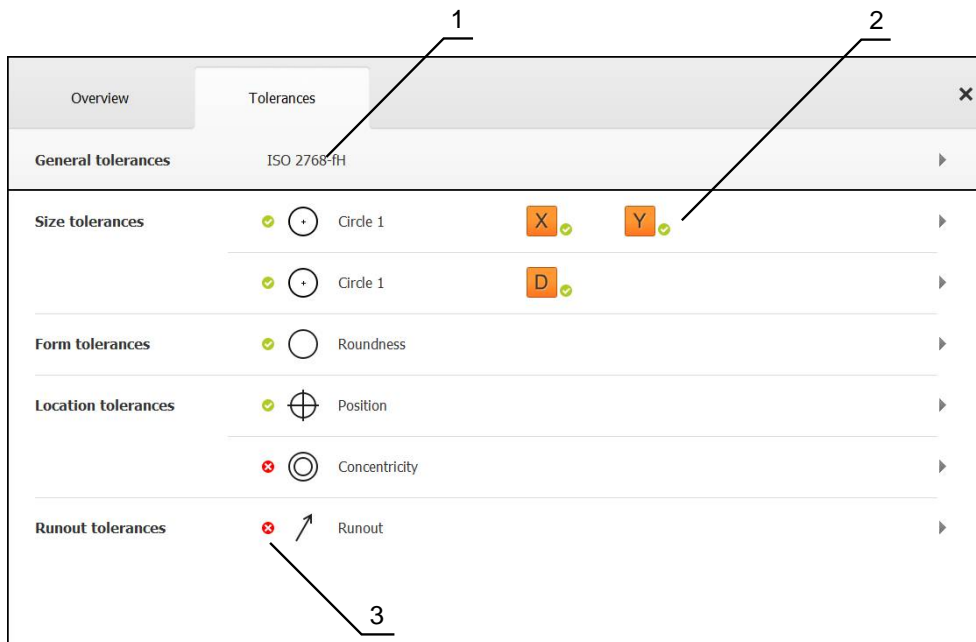 1
2
Overview
Tolerances
General tolerances ISO 2768-fH
Size tolerances Circle 1 X Y
Circle 1 D
Form tolerances Roundness
Location tolerances Position
Concentricity
Runout tolerances Runout
3